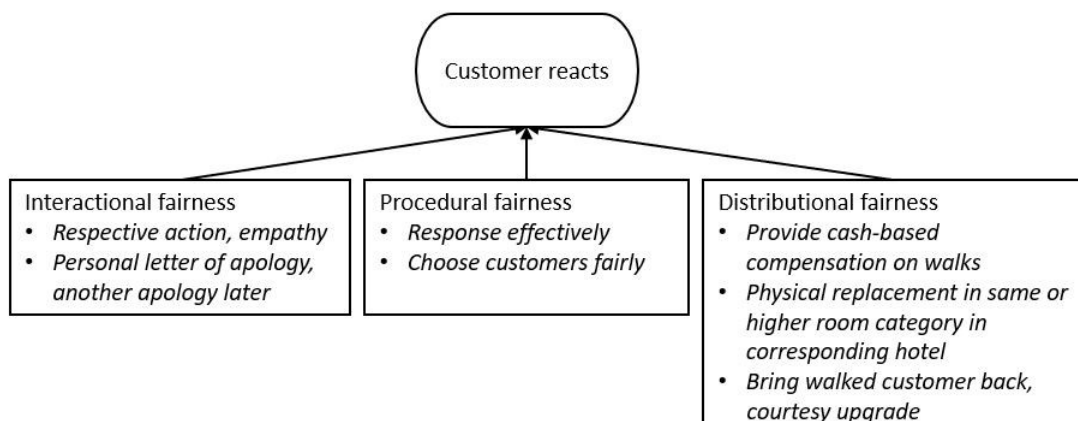 Customer reacts
Interactional fairness
• Respective action, empathy
• Personal letter of apology,
another apology later
Procedural fairness
• Response effectively
• Choose customers fairly
Distributional fairness
• Provide cash-based
compensation on walks
• Physical replacement in same or
higher room category in
corresponding hotel
• Bring walked customer back,
courtesy upgrade